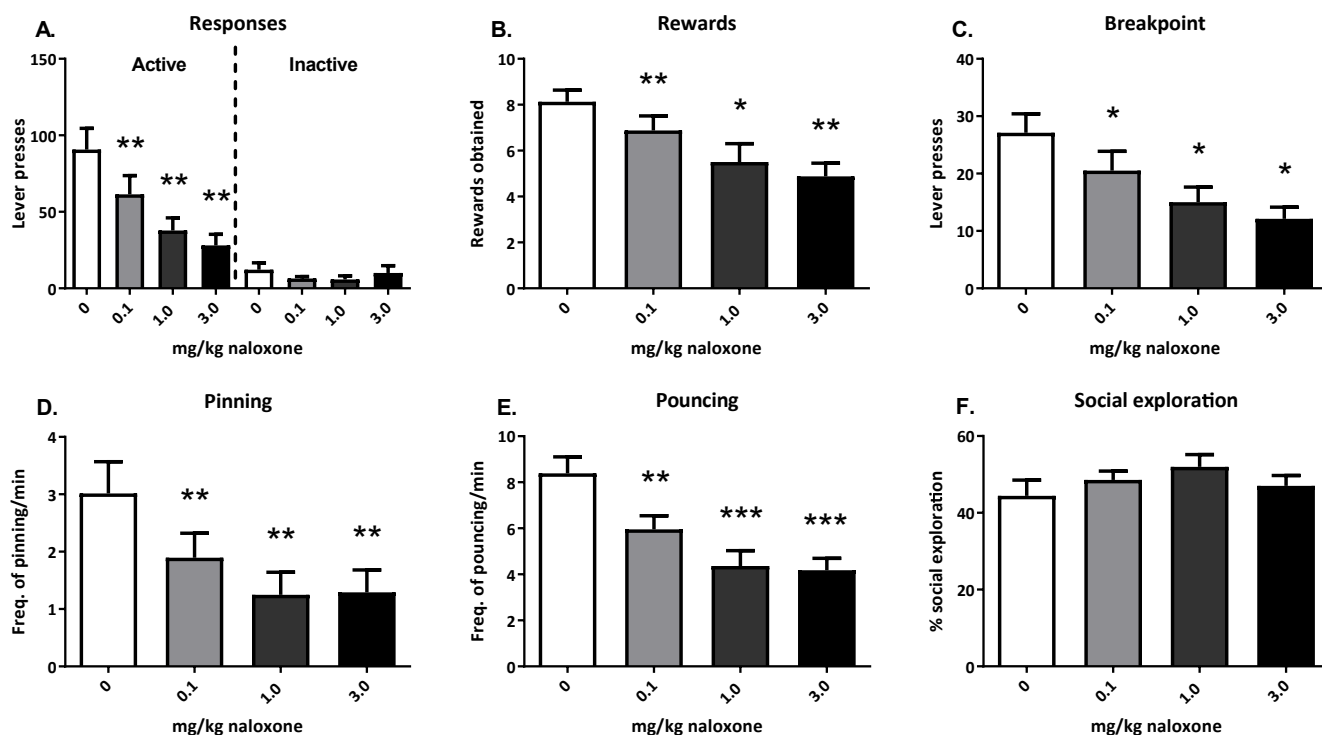 A.
Responses
Active
Inactive
Lever presses
150
100
50
0
**
**
**
0
0.1
1.0
3.0
0
0.1
1.0
3.0
mg/kg naloxone
B.
Rewards
Rewards obtained
10
8
6
4
2
0
**
*
**
0
0.1
1.0
3.0
mg/kg naloxone
C.
Breakpoint
Lever presses
40
30
20
10
0
*
*
*
0
0.1
1.0
3.0
mg/kg naloxone
D.
Pinning
Freq. of pinning/min
4
3
2
1
0
**
**
**
0
0.1
1.0
3.0
mg/kg naloxone
E.
Pouncing
Freq. of pouncing/min
10
8
6
4
2
0
**
***
***
0
0.1
1.0
3.0
mg/kg naloxone
F.
Social exploration
% social exploration
60
40
20
0
0
0.1
1.0
3.0
mg/kg naloxone